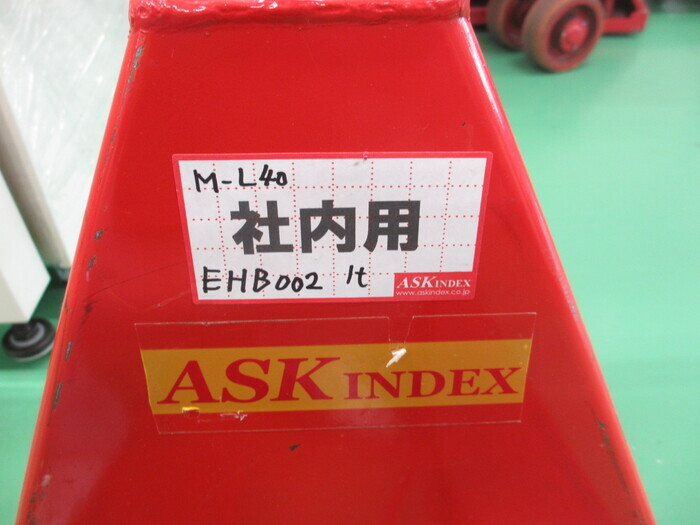 M-L40
社内用
EHB002 1t
ASK INDEX
www.askindex.co.jp
ASK INDEX